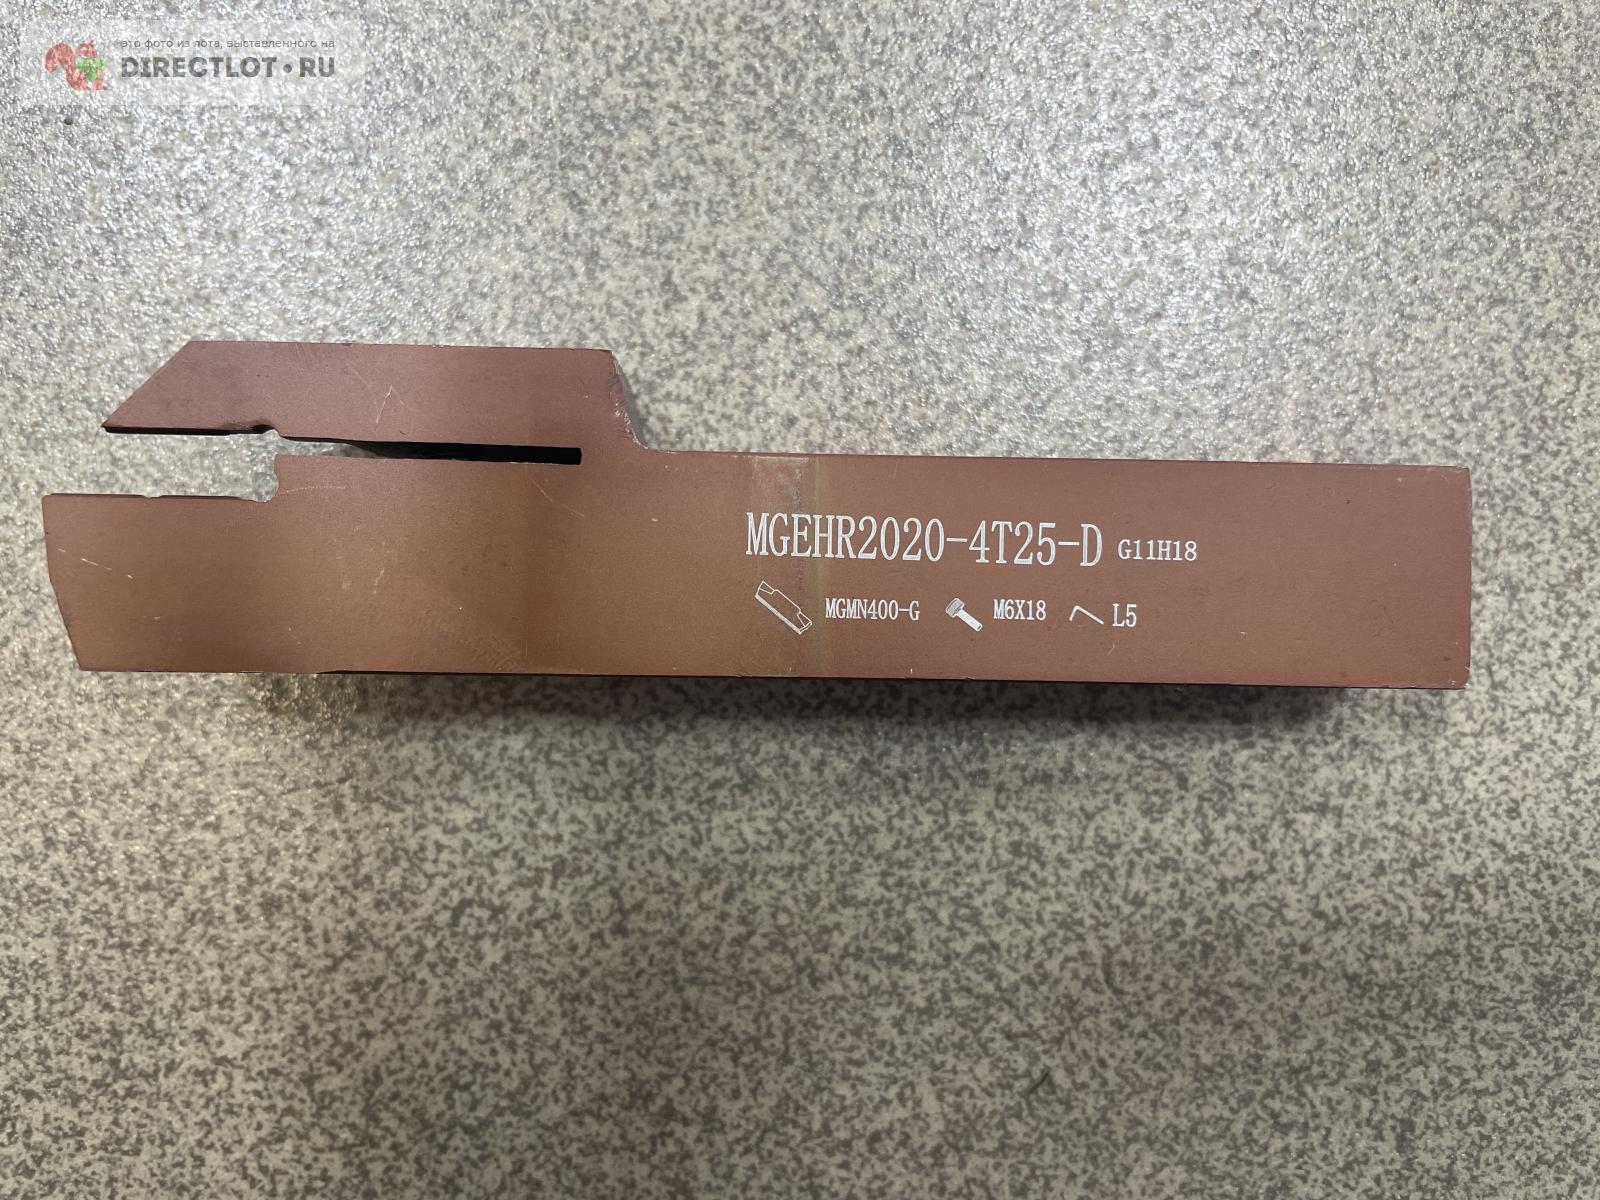 это фото из лота, выставленного на
DIRECTLOT.RU
MGEHR2020-4T25-D G11H18
MGMN400-G M6X18 L5